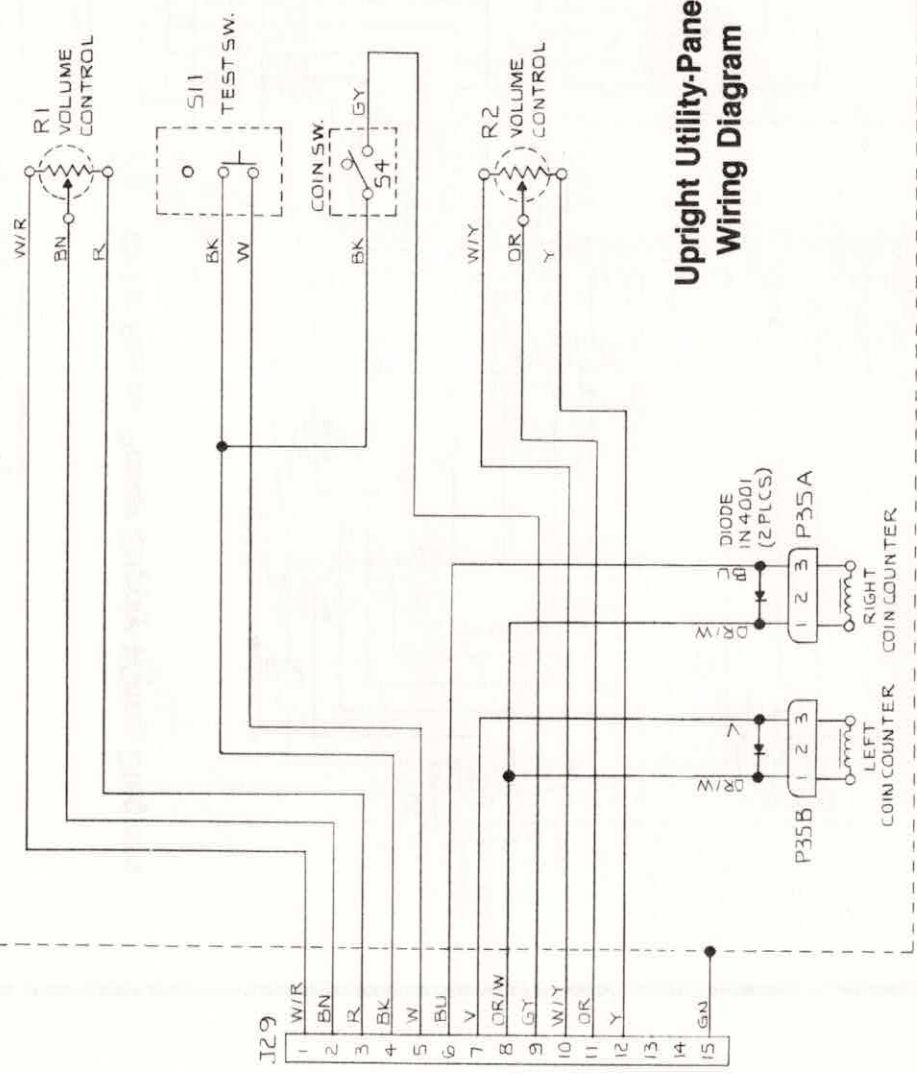 R1
VOLUME
CONTROL
W/R
BN
R
S11
TEST SW.
BK
W
COIN SW.
GY
S4
BK
R2
VOLUME
CONTROL
W/Y
OR
Y
Upright Utility-Pane
Wiring Diagram
J29
1 W/R
2 BN
3 R
4 BK
5 W
6 BU
7 V
8 OR/W
9 GY
10 W/Y
11 OR
12 Y
13
14
15 GN
DIODE
IN4001
(2 PLCS)
OR/W
BU
P35A
1 2 3
RIGHT
COIN COUNTER
OR/W
V
P35B
1 2 3
LEFT
COIN COUNTER